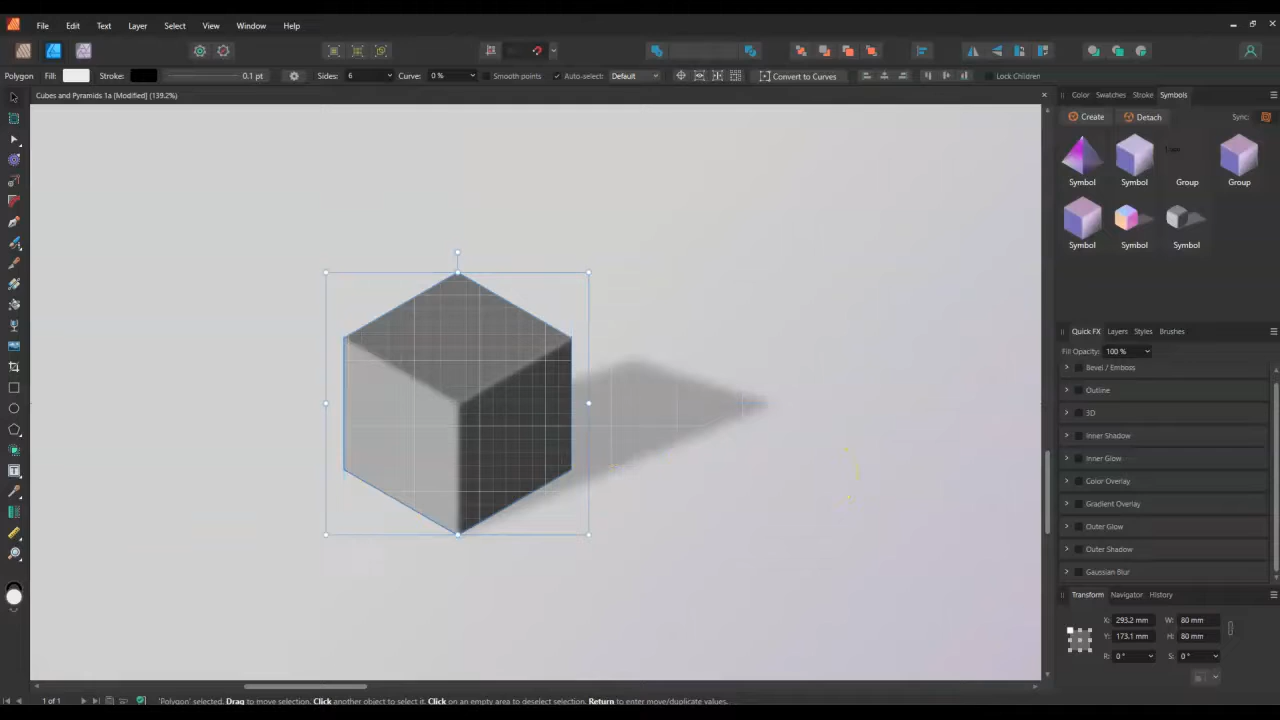 File Edit Text Layer Select View Window Help
Polygon Fill: Stroke: 0.1 pt Sides: 6 Curve: 0 % Smooth points Auto-select: Default Convert to Curves Lock Children
Cubes and Pyramids 1a [Modified] (139.2%)
Color Swatches Stroke Symbols
Create Detach Sync:
Symbol Symbol Group Group
Symbol Symbol Symbol
Quick FX Layers Styles Brushes
Fill Opacity: 100 %
Bevel / Emboss
Outline
3D
Inner Shadow
Inner Glow
Color Overlay
Gradient Overlay
Outer Glow
Outer Shadow
Gaussian Blur
Transform Navigator History
X: 293.2 mm W: 80 mm
Y: 173.1 mm H: 80 mm
R: 0 ° S: 0 °
1 of 1 'Polygon' selected. Drag to move selection. Click another object to select it. Click on an empty area to deselect selection. Return to enter move/duplicate values.